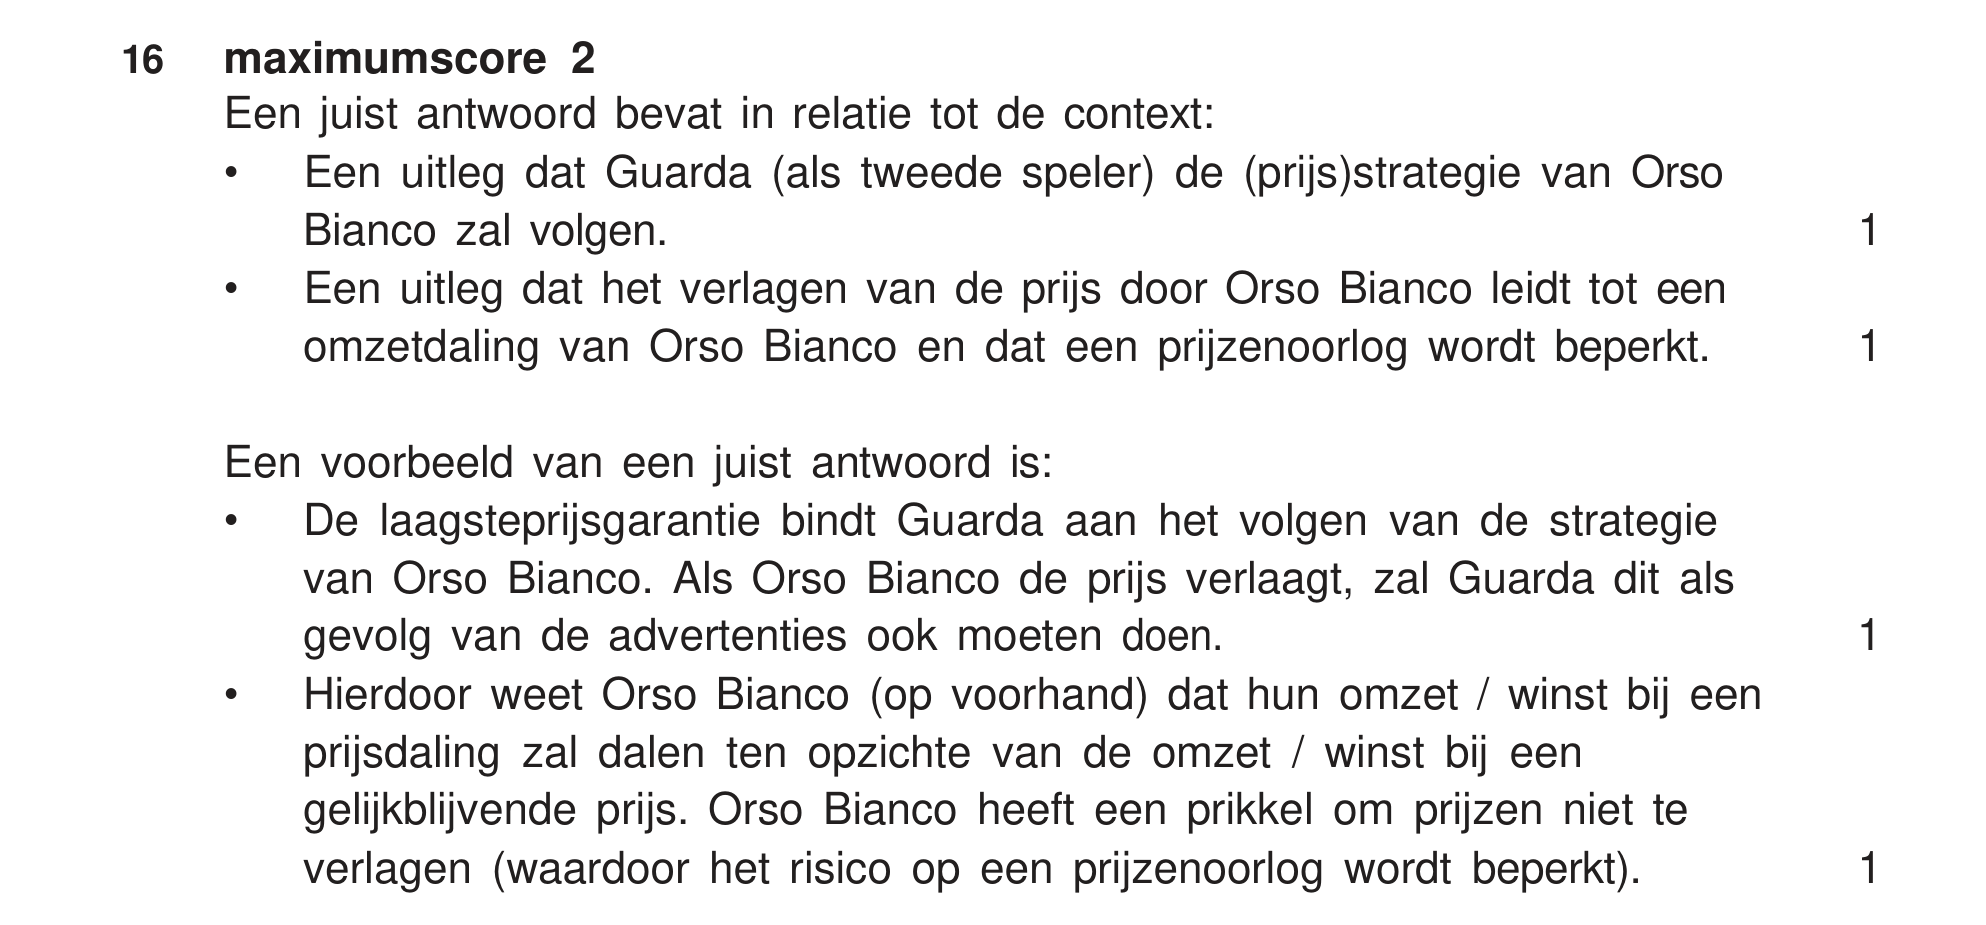 16 maximumscore 2
Een juist antwoord bevat in relatie tot de context:
• Een uitleg dat Guarda (als tweede speler) de (prijs)strategie van Orso
Bianco zal volgen. 1
• Een uitleg dat het verlagen van de prijs door Orso Bianco leidt tot een
omzetdaling van Orso Bianco en dat een prijzenoorlog wordt beperkt. 1
Een voorbeeld van een juist antwoord is:
• De laagsteprijsgarantie bindt Guarda aan het volgen van de strategie
van Orso Bianco. Als Orso Bianco de prijs verlaagt, zal Guarda dit als
gevolg van de advertenties ook moeten doen. 1
• Hierdoor weet Orso Bianco (op voorhand) dat hun omzet / winst bij een
prijsdaling zal dalen ten opzichte van de omzet / winst bij een
gelijkblijvende prijs. Orso Bianco heeft een prikkel om prijzen niet te
verlagen (waardoor het risico op een prijzenoorlog wordt beperkt). 1